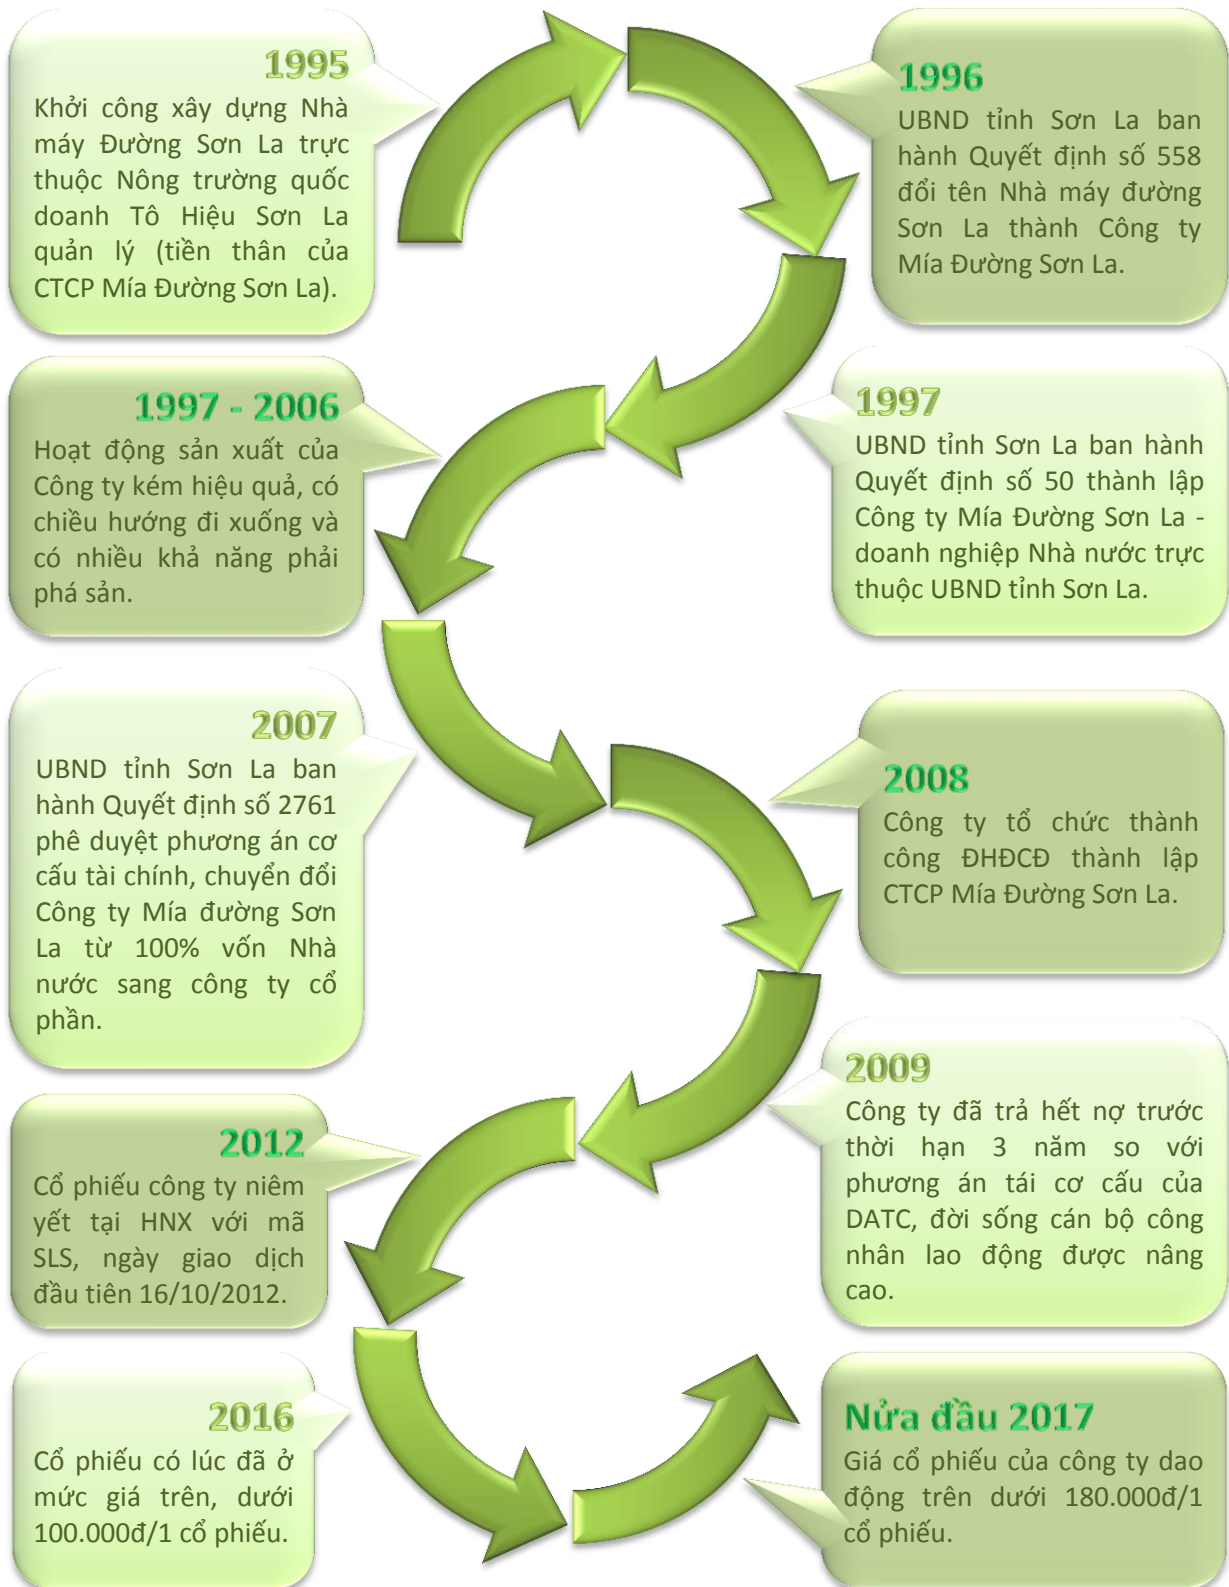 1995
Khởi công xây dựng Nhà
máy Đường Sơn La trực
thuộc Nông trường quốc
doanh Tô Hiệu Sơn La
quản lý (tiền thân của
CTCP Mía Đường Sơn La).
1996
UBND tỉnh Sơn La ban
hành Quyết định số 558
đổi tên Nhà máy đường
Sơn La thành Công ty
Mía Đường Sơn La.
1997
UBND tỉnh Sơn La ban hành
Quyết định số 50 thành lập
Công ty Mía Đường Sơn La -
doanh nghiệp Nhà nước trực
thuộc UBND tỉnh Sơn La.
1997 - 2006
Hoạt động sản xuất của
Công ty kém hiệu quả, có
chiều hướng đi xuống và
có nhiều khả năng phải
phá sản.
2007
UBND tỉnh Sơn La ban
hành Quyết định số 2761
phê duyệt phương án cơ
cấu tài chính, chuyển đổi
Công ty Mía đường Sơn
La từ 100% vốn Nhà
nước sang công ty cổ
phần.
2008
Công ty tổ chức thành
công ĐHĐCĐ thành lập
CTCP Mía Đường Sơn La.
2009
Công ty đã trả hết nợ trước
thời hạn 3 năm so với
phương án tái cơ cấu của
DATC, đời sống cán bộ công
nhân lao động được nâng
cao.
2012
Cổ phiếu công ty niêm
yết tại HNX với mã
SLS, ngày giao dịch
đầu tiên 16/10/2012.
2016
Cổ phiếu có lúc đã ở
mức giá trên, dưới
100.000đ/1 cổ phiếu.
Nửa đầu 2017
Giá cổ phiếu của công ty dao
động trên dưới 180.000đ/1
cổ phiếu.